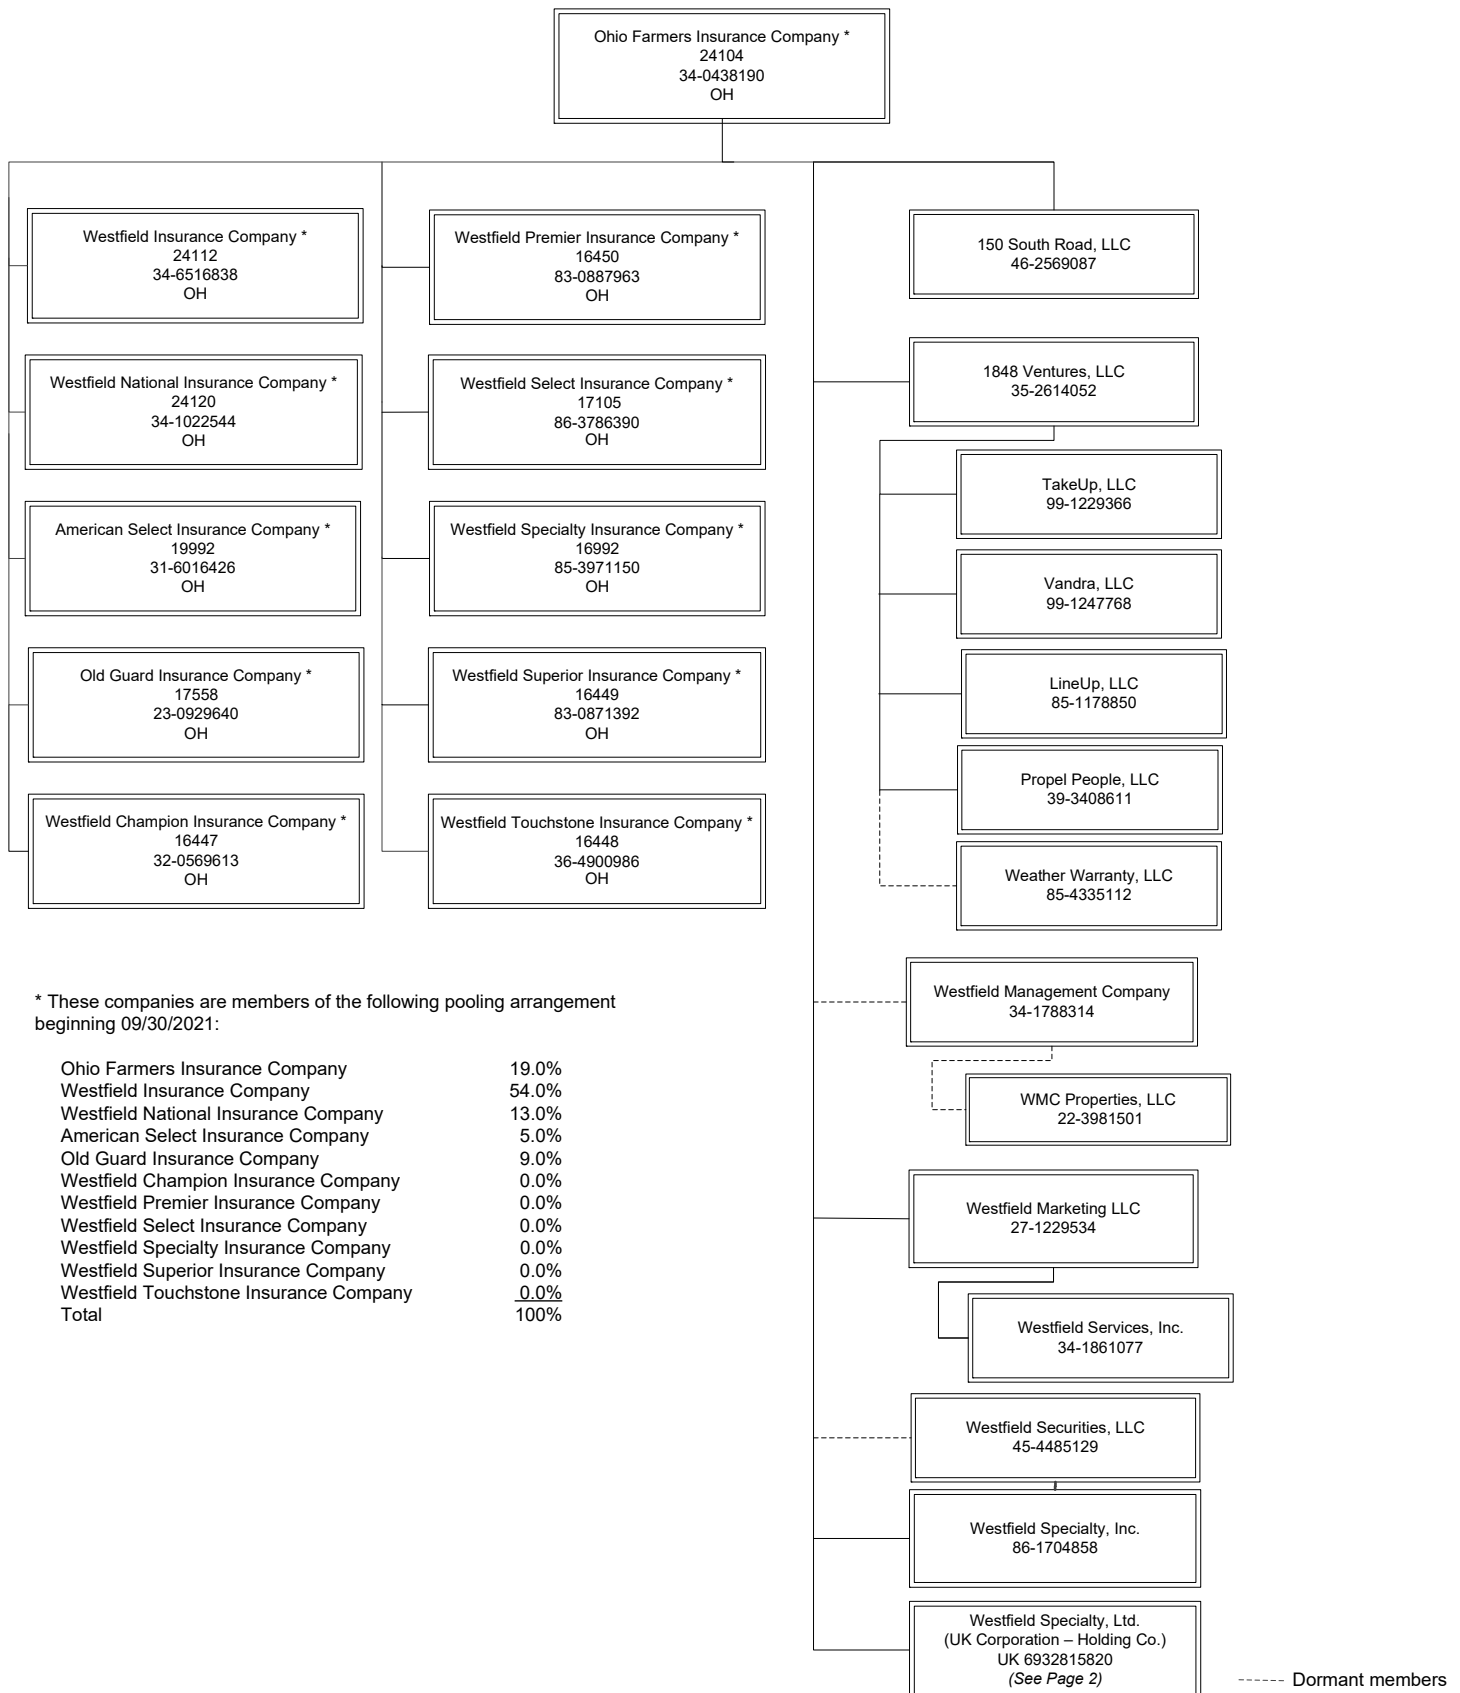 Ohio Farmers Insurance Company *
24104
34-0438190
OH
Westfield Insurance Company *
24112
34-6516838
OH
Westfield National Insurance Company *
24120
34-1022544
OH
American Select Insurance Company *
19992
31-6016426
OH
Old Guard Insurance Company *
17558
23-0929640
OH
Westfield Champion Insurance Company *
16447
32-0569613
OH
Westfield Premier Insurance Company *
16450
83-0887963
OH
Westfield Select Insurance Company *
17105
86-3786390
OH
Westfield Specialty Insurance Company *
16992
85-3971150
OH
Westfield Superior Insurance Company *
16449
83-0871392
OH
Westfield Touchstone Insurance Company *
16448
36-4900986
OH
150 South Road, LLC
46-2569087
1848 Ventures, LLC
35-2614052
TakeUp, LLC
99-1229366
Vandra, LLC
99-1247768
LineUp, LLC
85-1178850
Propel People, LLC
39-3408611
Weather Warranty, LLC
85-4335112
Westfield Management Company
34-1788314
WMC Properties, LLC
22-3981501
Westfield Marketing LLC
27-1229534
Westfield Services, Inc.
34-1861077
Westfield Securities, LLC
45-4485129
Westfield Specialty, Inc.
86-1704858
Westfield Specialty, Ltd.
(UK Corporation – Holding Co.)
UK 6932815820
(See Page 2)
* These companies are members of the following pooling arrangement
beginning 09/30/2021:
Ohio Farmers Insurance Company 19.0%
Westfield Insurance Company 54.0%
Westfield National Insurance Company 13.0%
American Select Insurance Company 5.0%
Old Guard Insurance Company 9.0%
Westfield Champion Insurance Company 0.0%
Westfield Premier Insurance Company 0.0%
Westfield Select Insurance Company 0.0%
Westfield Specialty Insurance Company 0.0%
Westfield Superior Insurance Company 0.0%
Westfield Touchstone Insurance Company 0.0%
Total 100%
Dormant members